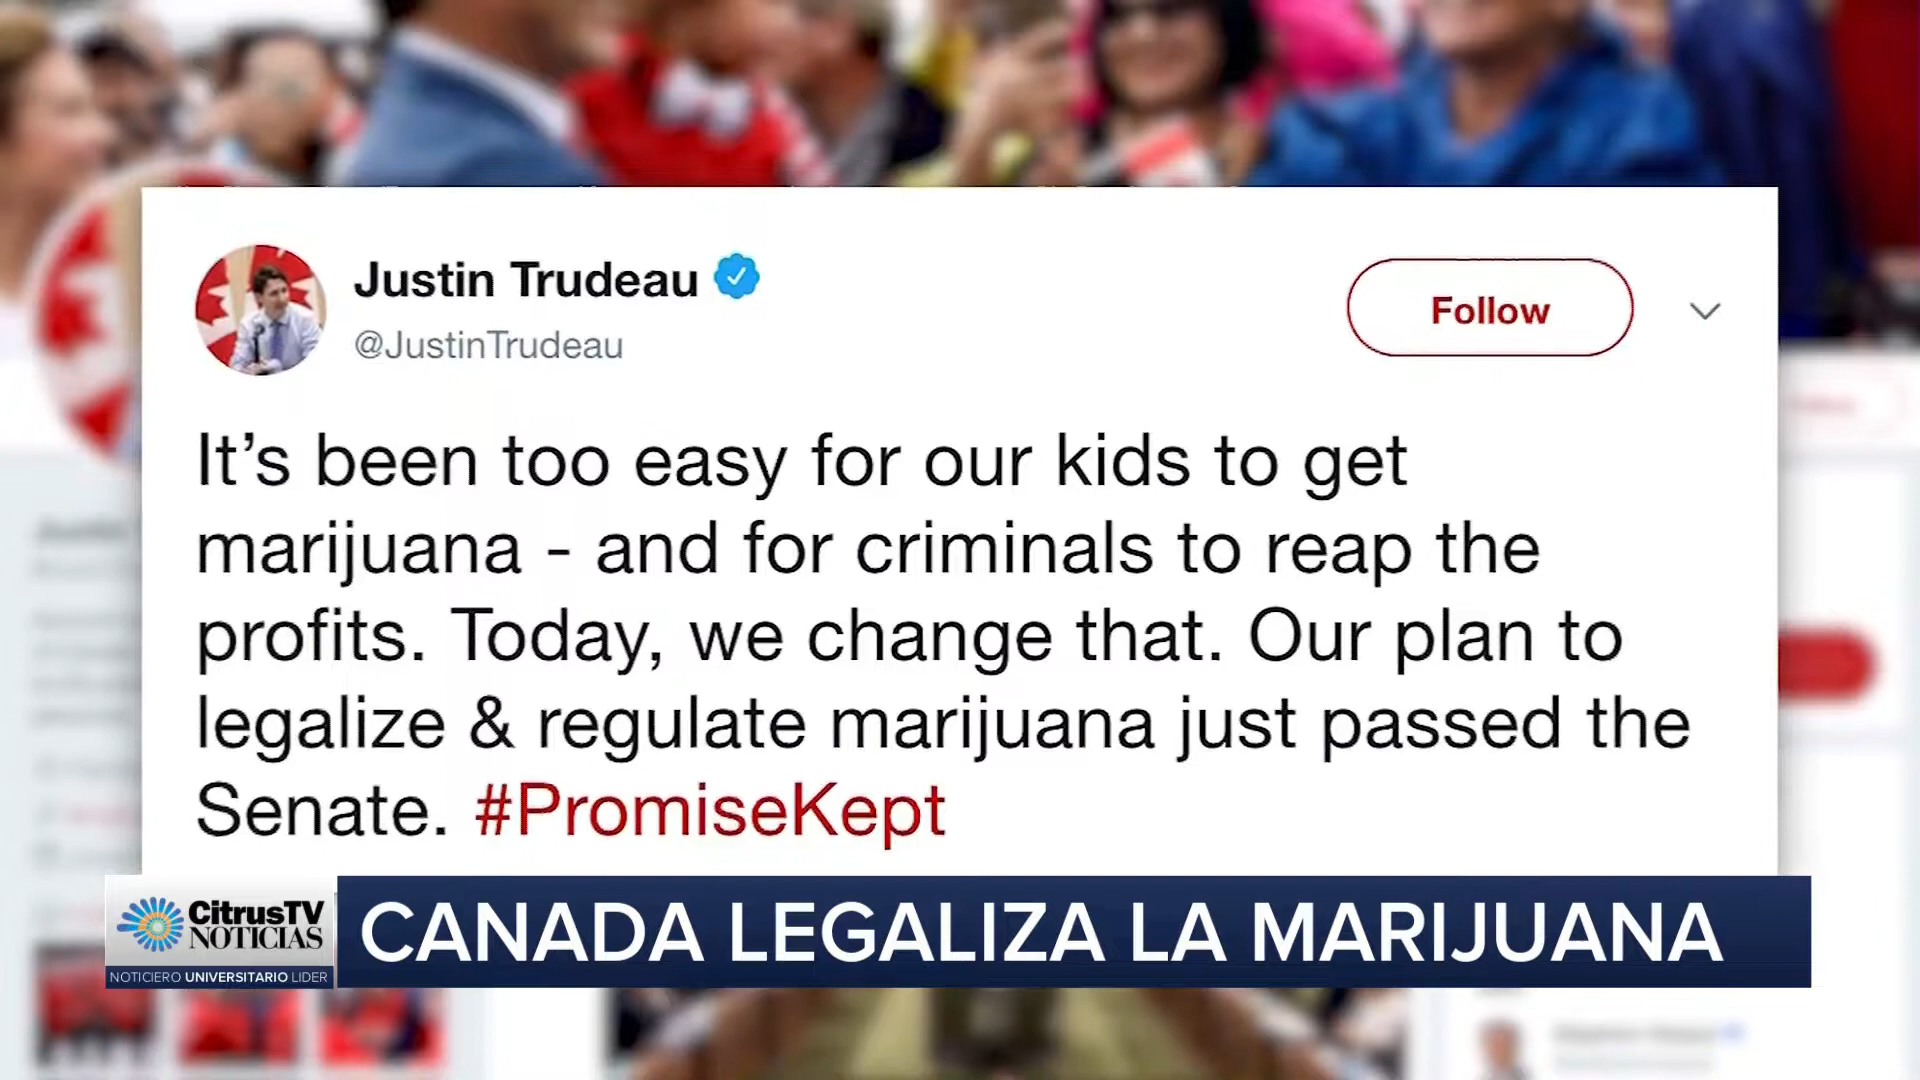 Justin Trudeau
@JustinTrudeau
Follow
It’s been too easy for our kids to get
marijuana - and for criminals to reap the
profits. Today, we change that. Our plan to
legalize & regulate marijuana just passed the
Senate. #PromiseKept
CitrusTV
NOTICIAS
NOTICIERO UNIVERSITARIO LIDER
CANADA LEGALIZA LA MARIJUANA